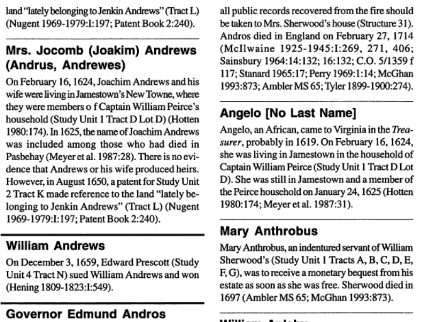 land "lately belonging to Jenkin Andrews" (Tract L)
(Nugent 1969-1979:I:197; Patent Book 2:240).
Mrs. Jocomb (Joakim) Andrews
(Andrus, Andrewes)
On February 16, 1624, Joachim Andrews and his
wife were living in Jamestown's New Towne, where
they were members o f Captain William Peirce's
household (Study Unit 1 Tract D Lot D) (Hotten
1980:174). In 1625, the name of Joachim Andrews
was included among those who had died in
Pasbehay (Meyer et al. 1987:28). There is no evi-
dence that Andrews or his wife produced heirs.
However, in August 1650, a patent for Study Unit
2 Tract K made reference to the land "lately be-
longing to Jenkin Andrews" (Tract L) (Nugent
1969-1979:I:197; Patent Book 2:240).
William Andrews
On December 3, 1659, Edward Prescott (Study
Unit 4 Tract N) sued William Andrews and won
(Hening 1809-1823:I:549).
Governor Edmund Andros
all public records recovered from the fire should
be taken to Mrs. Sherwood's house (Structure 31).
Andros died in England on February 27, 1714
(McIlwaine 1925-1945:I:269, 271, 406;
Sainsbury 1964:14:132; 16:132; C.O. 5/1359 f
117; Stanard 1965:17; Perry 1969:1:14; McGhan
1993:873; Ambler MS 65; Tyler 1899-1900:274).
Angelo [No Last Name]
Angelo, an African, came to Virginia in the Trea-
surer, probably in 1619. On February 16, 1624,
she was living in Jamestown in the household of
Captain William Peirce (Study Unit 1 Tract D Lot
D). She was still in Jamestown and a member of
the Peirce household on January 24, 1625 (Hotten
1980:174; Meyer et al. 1987:31).
Mary Anthrobus
Mary Anthrobus, an indentured servant of William
Sherwood's (Study Unit 1 Tracts A, B, C, D, E,
F, G), was to receive a monetary bequest from his
estate as soon as she was free. Sherwood died in
1697 (Ambler MS 65; McGhan 1993:873).